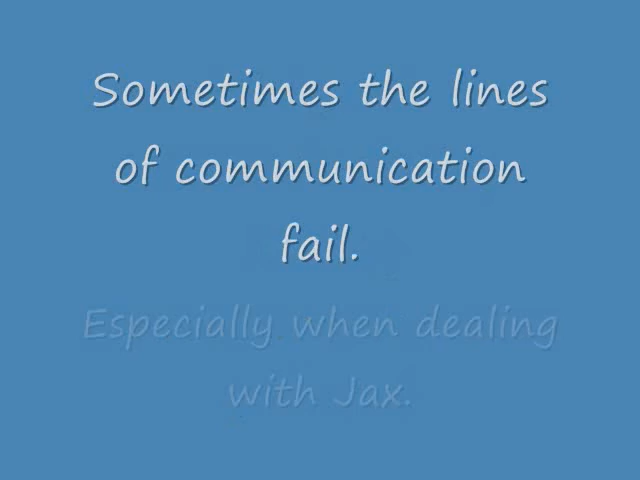 Sometimes the lines
of communication
fail.
Especially when dealing
with Jax.